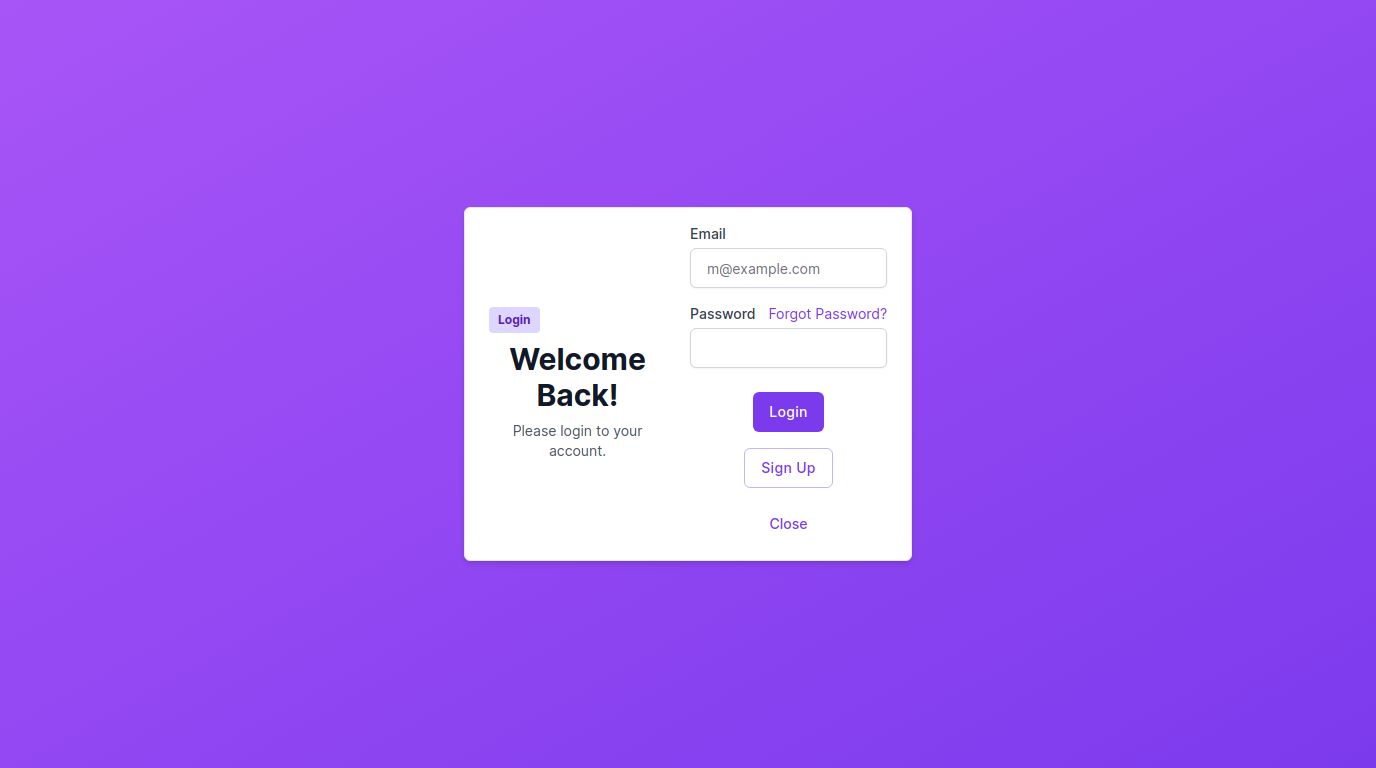 Login
Welcome
Back!
Please login to your
account.
Email
m@example.com
Password Forgot Password?
Login
Sign Up
Close